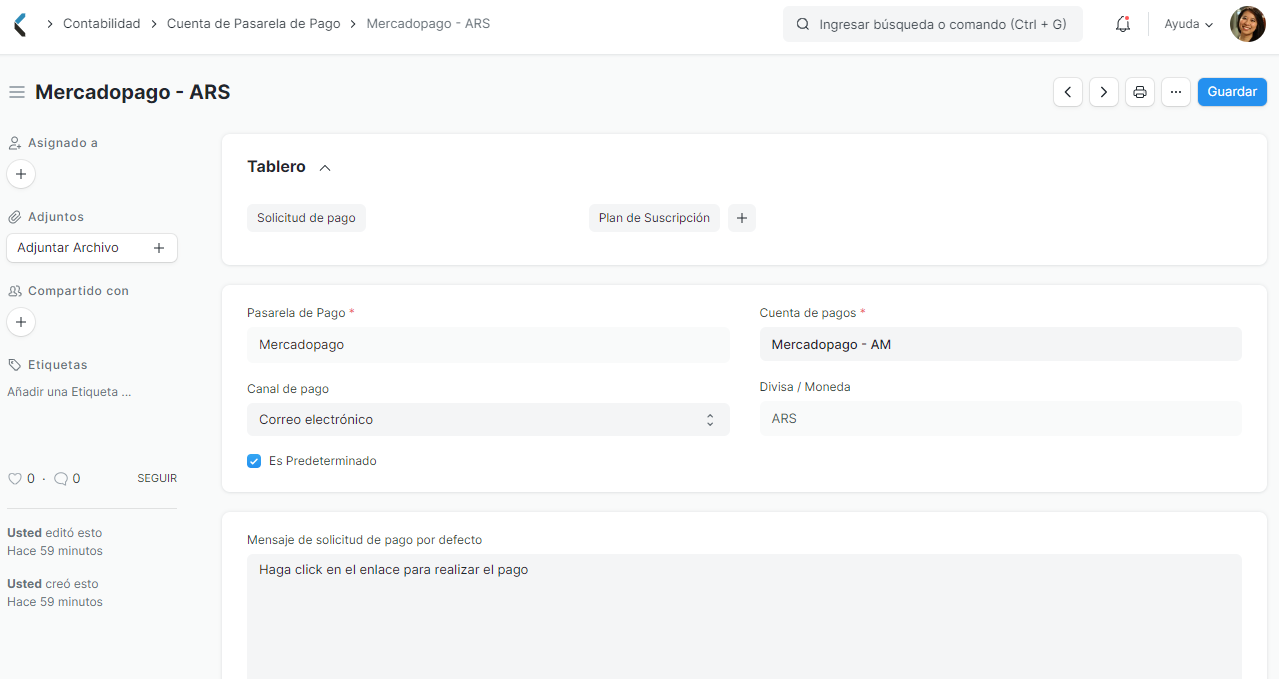 Contabilidad
Cuenta de Pasarela de Pago
Mercadopago - ARS
Ingresar búsqueda o comando (Ctrl + G)
Ayuda
Mercadopago - ARS
Guardar
Asignado a
Adjuntos
Adjuntar Archivo
Compartido con
Etiquetas
Añadir una Etiqueta ...
0 · 0 SEGUIR
Usted editó esto
Hace 59 minutos
Usted creó esto
Hace 59 minutos
Tablero
Solicitud de pago
Plan de Suscripción
Pasarela de Pago *
Mercadopago
Cuenta de pagos *
Mercadopago - AM
Canal de pago
Correo electrónico
Divisa / Moneda
ARS
Es Predeterminado
Mensaje de solicitud de pago por defecto
Haga click en el enlace para realizar el pago